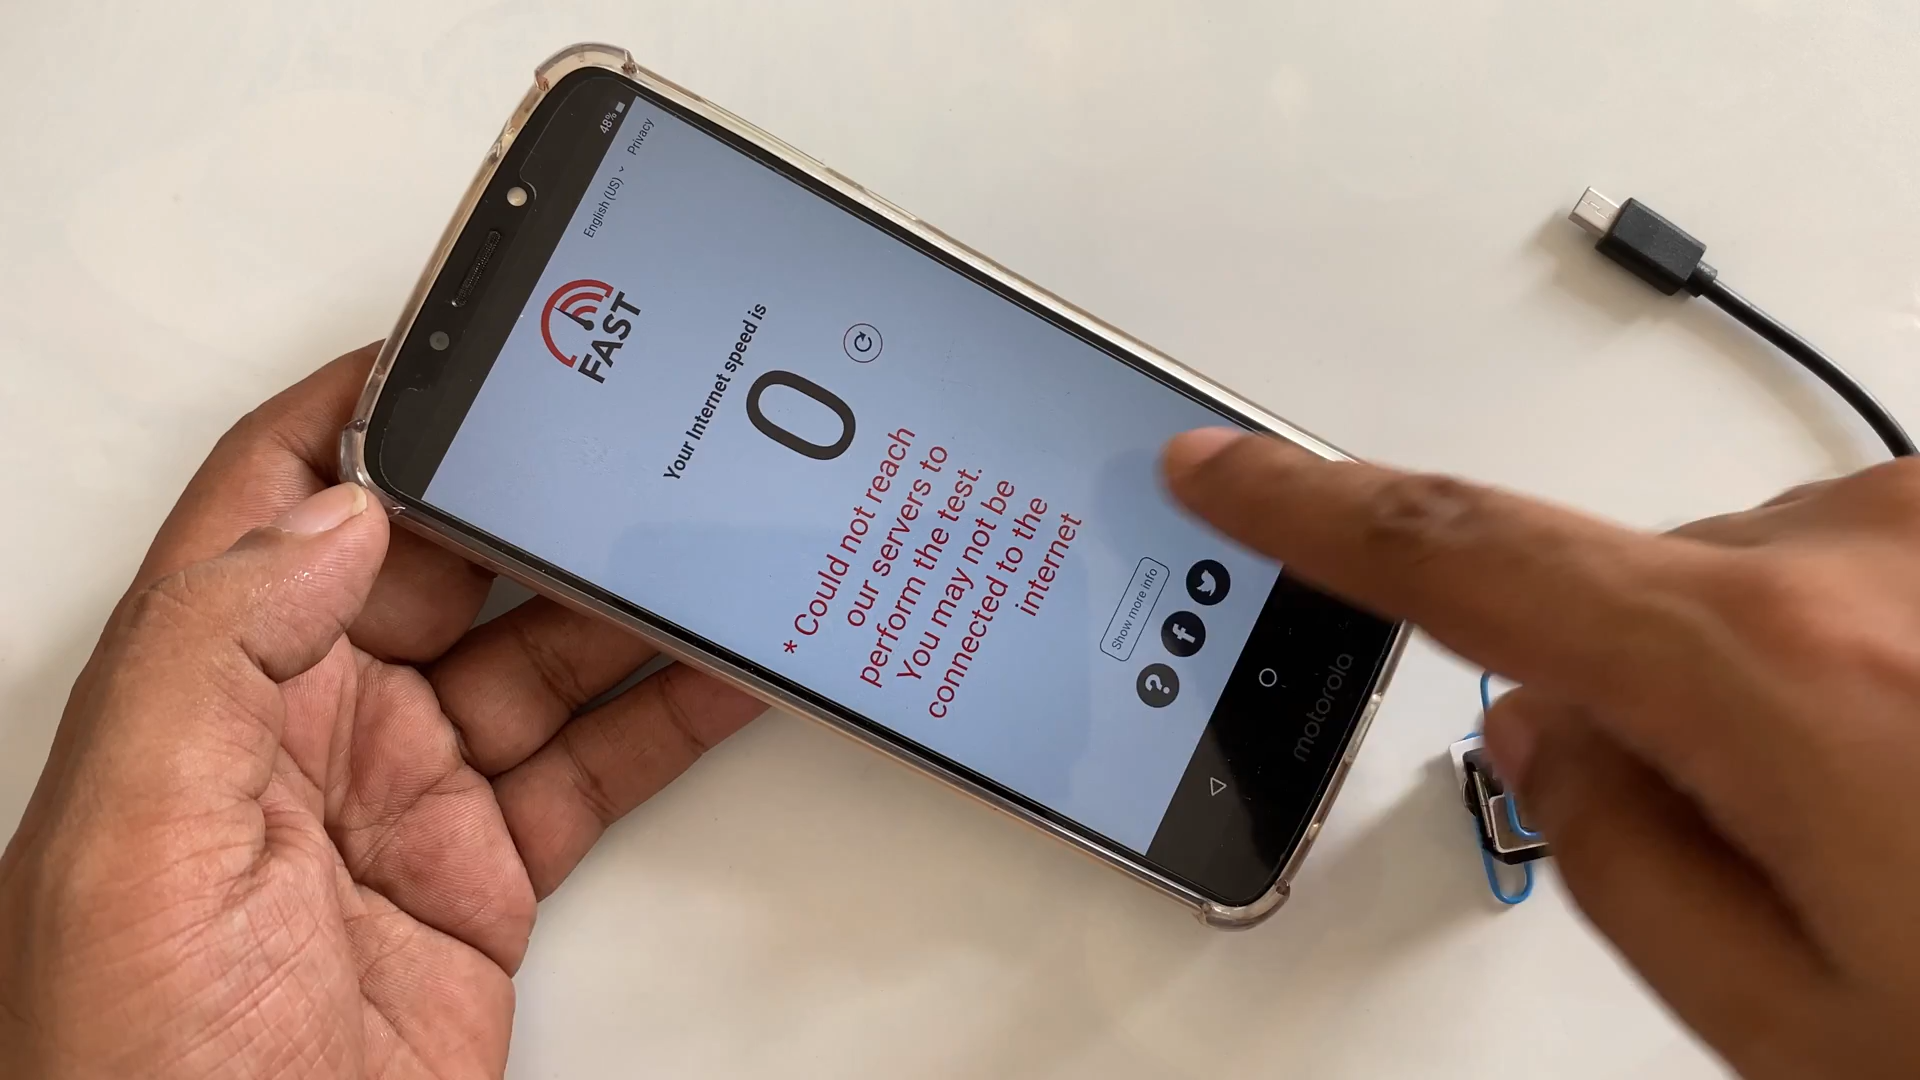 48%
English (US) Privacy
FAST
Your Internet speed is
0
* Could not reach
our servers to
perform the test.
You may not be
connected to the
internet
Show more info
? f
motorola